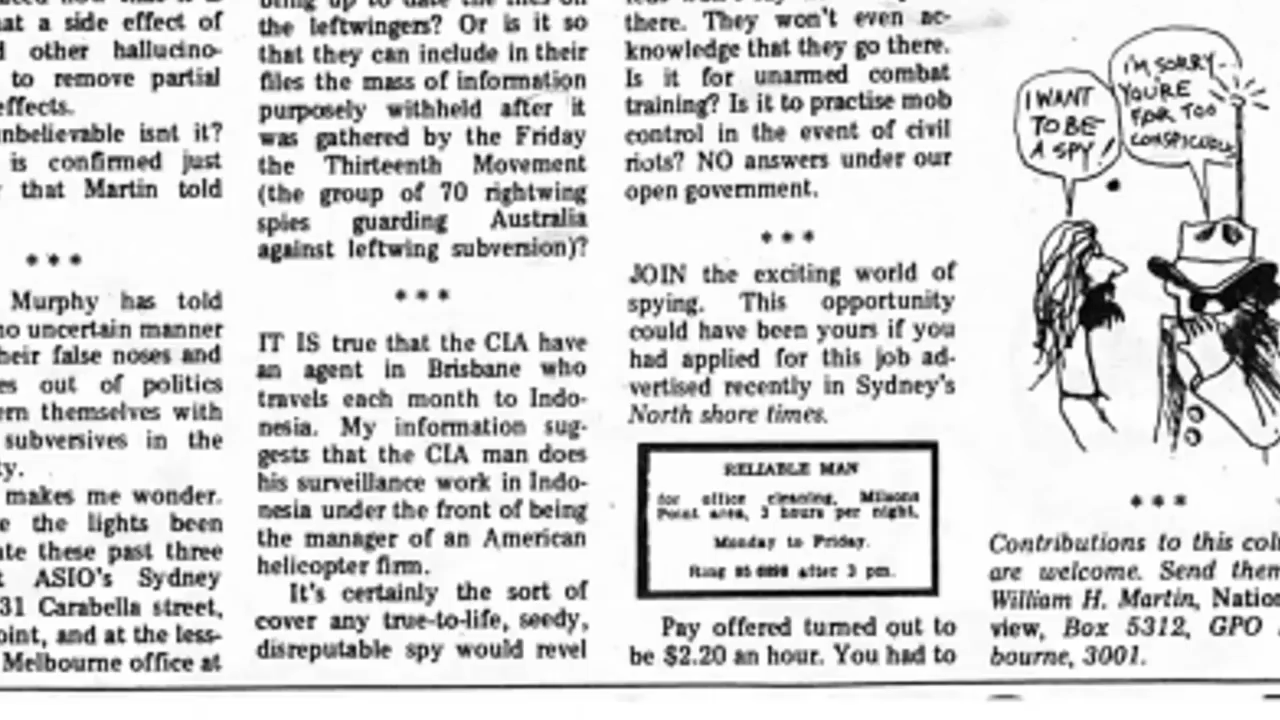 at a side effect of
other hallucino-
to remove partial
effects.
unbelievable isnt it?
is confirmed just
that Martin told
* * *
Murphy has told
no uncertain manner
heir false noses and
es out of politics
ern themselves with
subversives in the
ty.
makes me wonder.
e the lights been
ate these past three
ASIO's Sydney
31 Carabella street,
oint, and at the less-
Melbourne office at
the leftwingers? Or is it so
that they can include in their
files the mass of information
purposely withheld after it
was gathered by the Friday
the Thirteenth Movement
(the group of 70 rightwing
spies guarding Australia
against leftwing subversion)?
* * *
IT IS true that the CIA have
an agent in Brisbane who
travels each month to Indo-
nesia. My information sug-
gests that the CIA man does
his surveillance work in Indo-
nesia under the front of being
the manager of an American
helicopter firm.
It's certainly the sort of
cover any true-to-life, seedy,
disreputable spy would revel
there. They won't even ac-
knowledge that they go there.
Is it for unarmed combat
training? Is it to practise mob
control in the event of civil
riots? NO answers under our
open government.
* * *
JOIN the exciting world of
spying. This opportunity
could have been yours if you
had applied for this job ad-
vertised recently in Sydney's
North shore times.
RELIABLE MAN
for office cleaning, Milsons
Point area, 3 hours per night,
Monday to Friday.
Ring after 3 pm.
Pay offered turned out to
be $2.20 an hour. You had to
I WANT
TO BE
A SPY!
I'M SORRY-
YOU'RE
FAR TOO
CONSPICUOUS
* * *
Contributions to this colu
are welcome. Send them
William H. Martin, Nation
view, Box 5312, GPO
bourne, 3001.